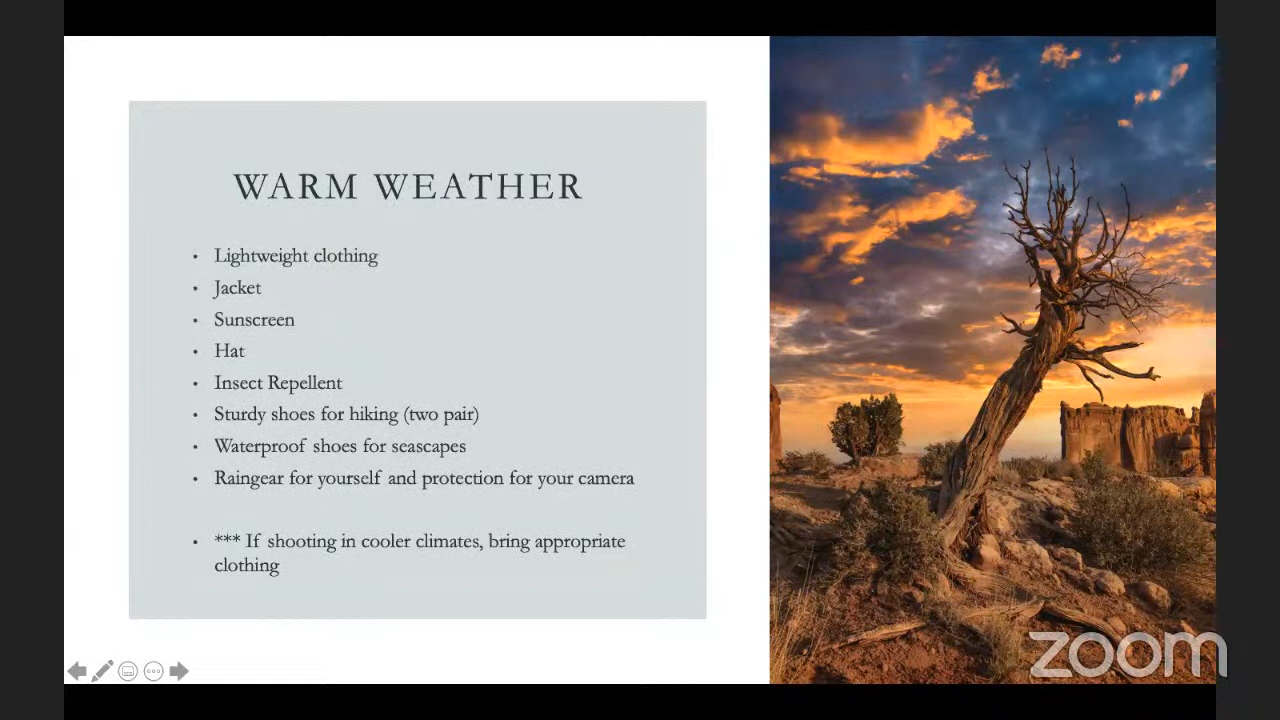 WARM WEATHER
• Lightweight clothing
• Jacket
• Sunscreen
• Hat
• Insect Repellent
• Sturdy shoes for hiking (two pair)
• Waterproof shoes for seascapes
• Raingear for yourself and protection for your camera
• *** If shooting in cooler climates, bring appropriate
clothing
zoom